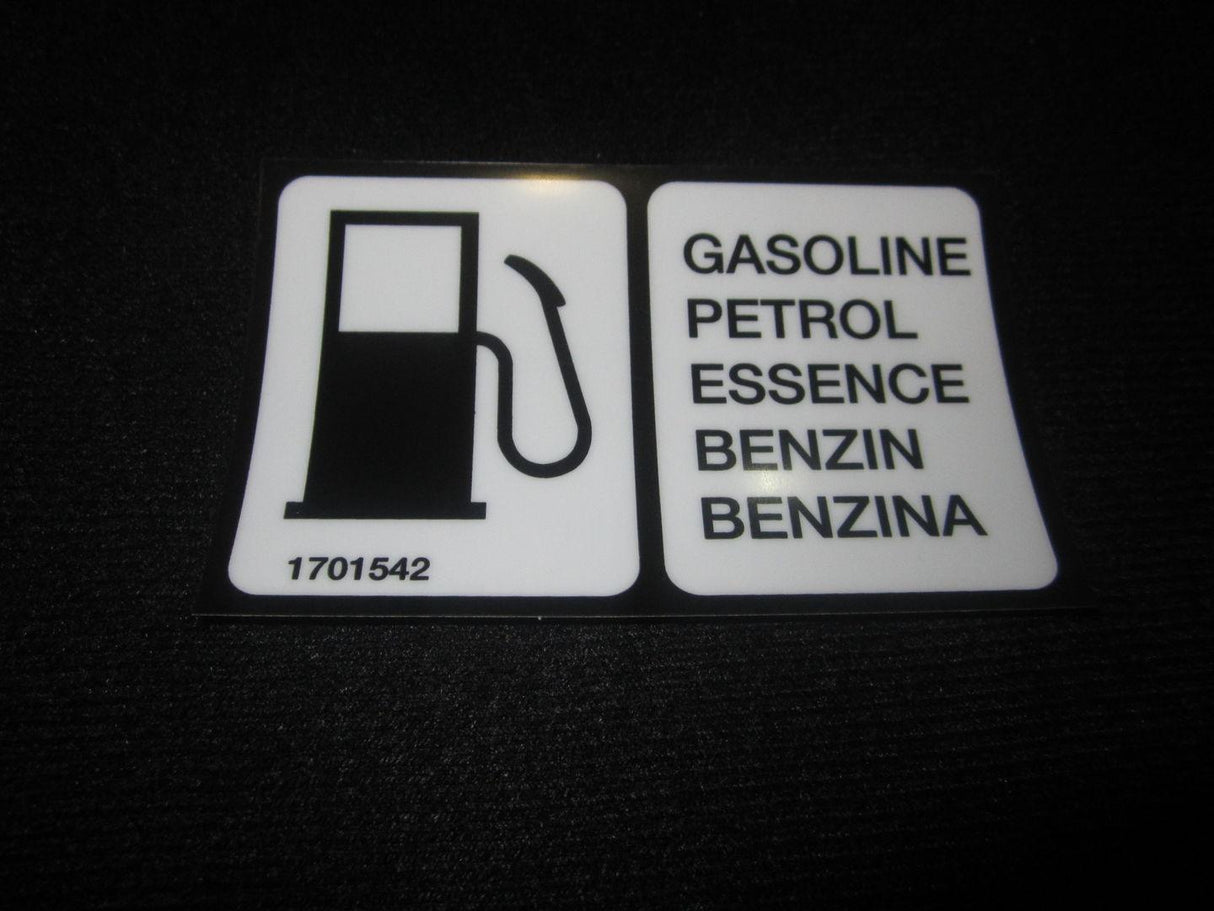 1701542
GASOLINE
PETROL
ESSENCE
BENZIN
BENZINA